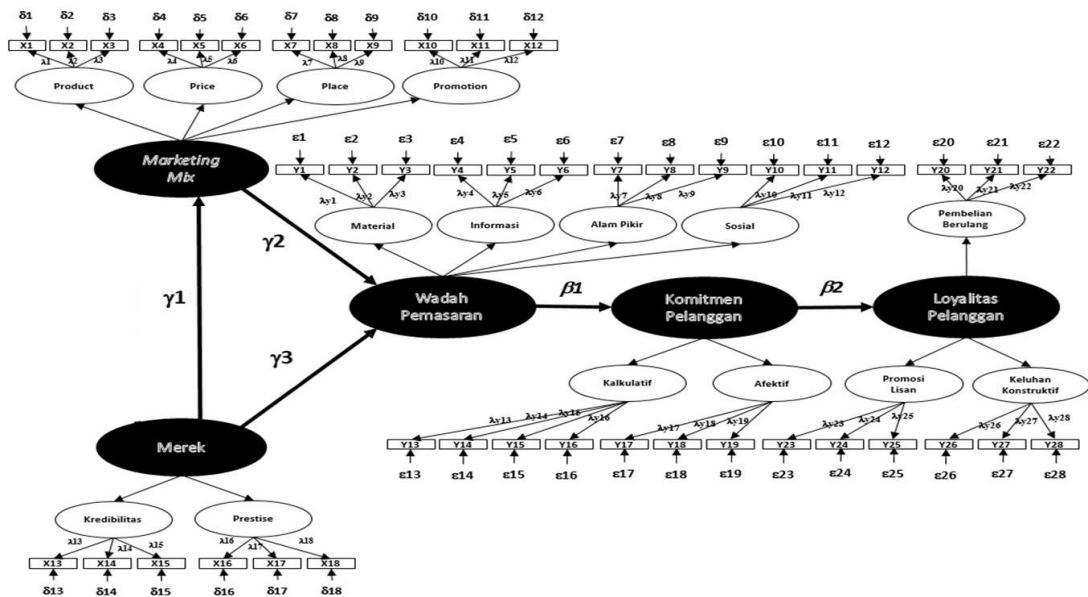 δ1 δ2 δ3 δ4 δ5 δ6 δ7 δ8 δ9 δ10 δ11 δ12
X1 X2 X3 X4 X5 X6 X7 X8 X9 X10 X11 X12
λ1 λ2 λ3 λ4 λ5 λ6 λ7 λ8 λ9 λ10 λ11 λ12
Product Price Place Promotion
Marketing
Mix
ε1 ε2 ε3 ε4 ε5 ε6 ε7 ε8 ε9 ε10 ε11 ε12 ε20 ε21 ε22
Y1 Y2 Y3 Y4 Y5 Y6 Y7 Y8 Y9 Y10 Y11 Y12 Y20 Y21 Y22
λy1 λy2 λy3 λy4 λy5 λy6 λy7 λy8 λy9 λy10 λy11 λy12 λy20 λy21 λy22
Material Informasi Alam Pikir Sosial
Pembelian
Berulang
γ2
γ1
Wadah
Pemasaran
β1
Komitmen
Pelanggan
β2
Loyalitas
Pelanggan
γ3
Kalkulatif Afektif
Promosi
Lisan
Keluhan
Konstruktif
λy13 λy14 λy15 λy16 λy17 λy18 λy19 λy23 λy24 λy25 λy26 λy27 λy28
Y13 Y14 Y15 Y16 Y17 Y18 Y19 Y23 Y24 Y25 Y26 Y27 Y28
ε13 ε14 ε15 ε16 ε17 ε18 ε19 ε23 ε24 ε25 ε26 ε27 ε28
Merek
Kredibilitas Prestise
λ13 λ14 λ15 λ16 λ17 λ18
X13 X14 X15 X16 X17 X18
δ13 δ14 δ15 δ16 δ17 δ18